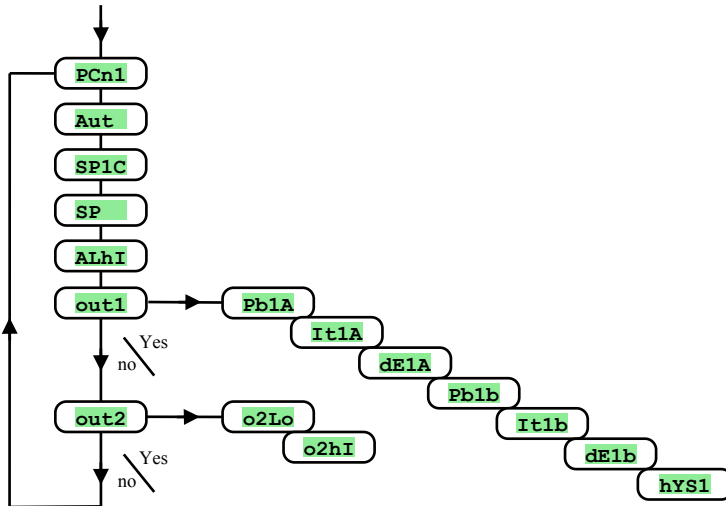 PCn1
Aut
SP1C
SP
ALhI
out1
Pb1A
It1A
Yes
no
dE1A
Pb1b
out2
o2Lo
It1b
o2hI
dE1b
Yes
no
hYS1